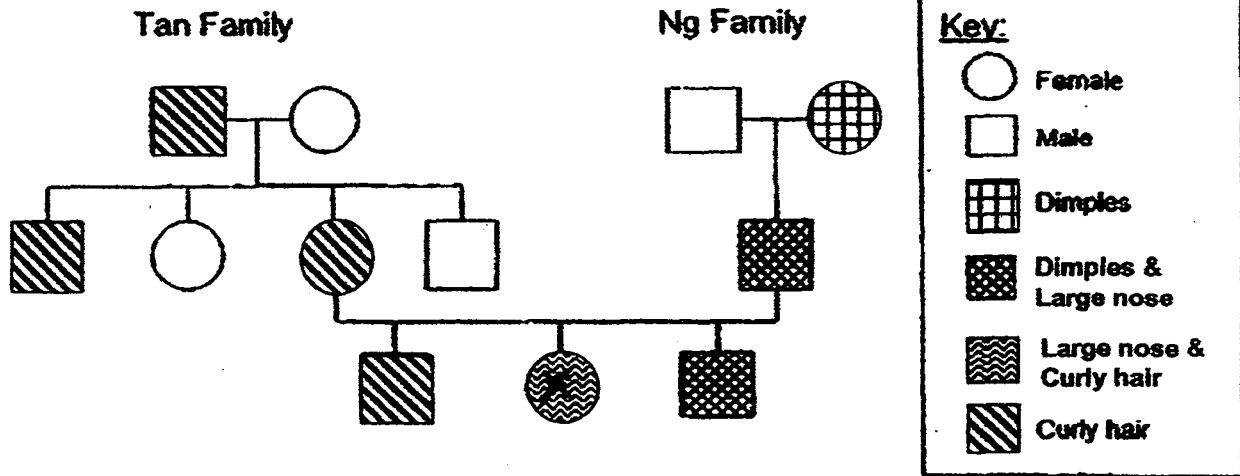 Tan Family
Ng Family
Key:
Female
Male
Dimples
Dimples &
Large nose
Large nose &
Curly hair
Curly hair